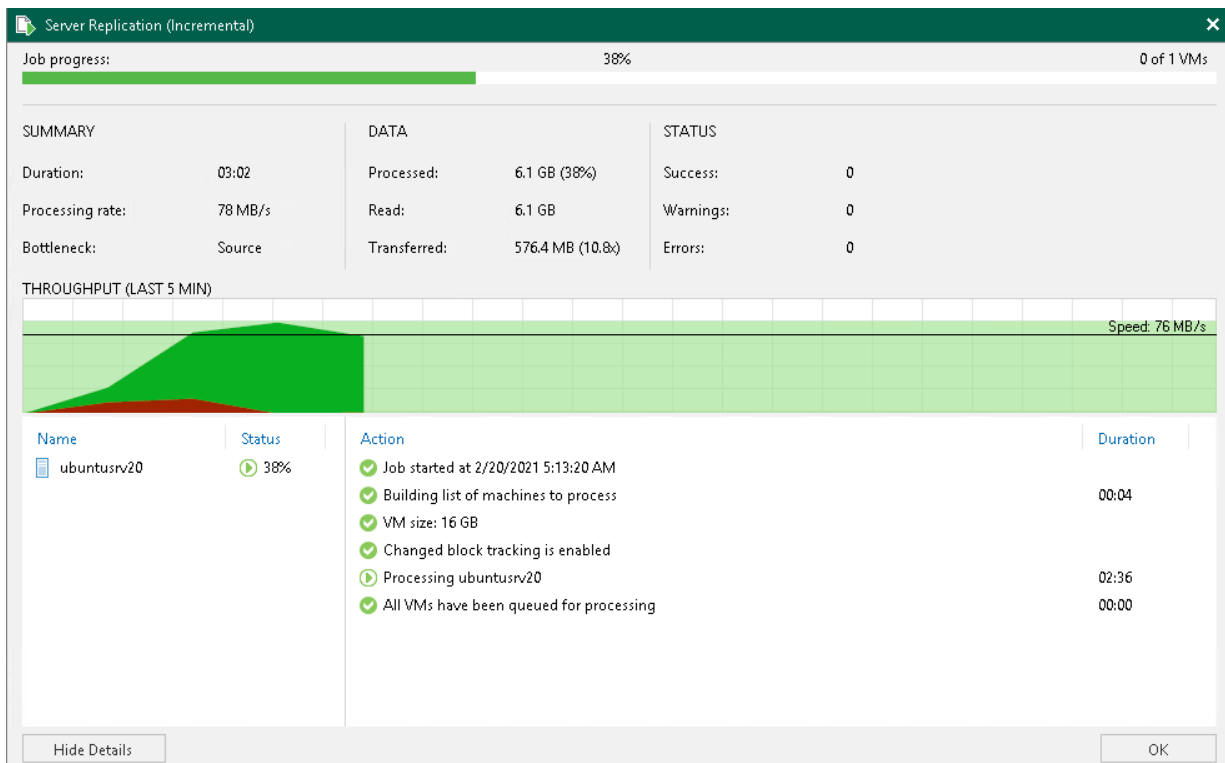 Server Replication (Incremental)
Job progress: 38% 0 of 1 VMs
SUMMARY DATA STATUS
Duration: 03:02 Processed: 6.1 GB (38%) Success: 0
Processing rate: 78 MB/s Read: 6.1 GB Warnings: 0
Bottleneck: Source Transferred: 576.4 MB (10.8x) Errors: 0
THROUGHPUT (LAST 5 MIN)
Speed: 76 MB/s
Name Status Action Duration
ubuntusrv20 38% Job started at 2/20/2021 5:13:20 AM
Building list of machines to process 00:04
VM size: 16 GB
Changed block tracking is enabled
Processing ubuntusrv20 02:36
All VMs have been queued for processing 00:00
Hide Details OK